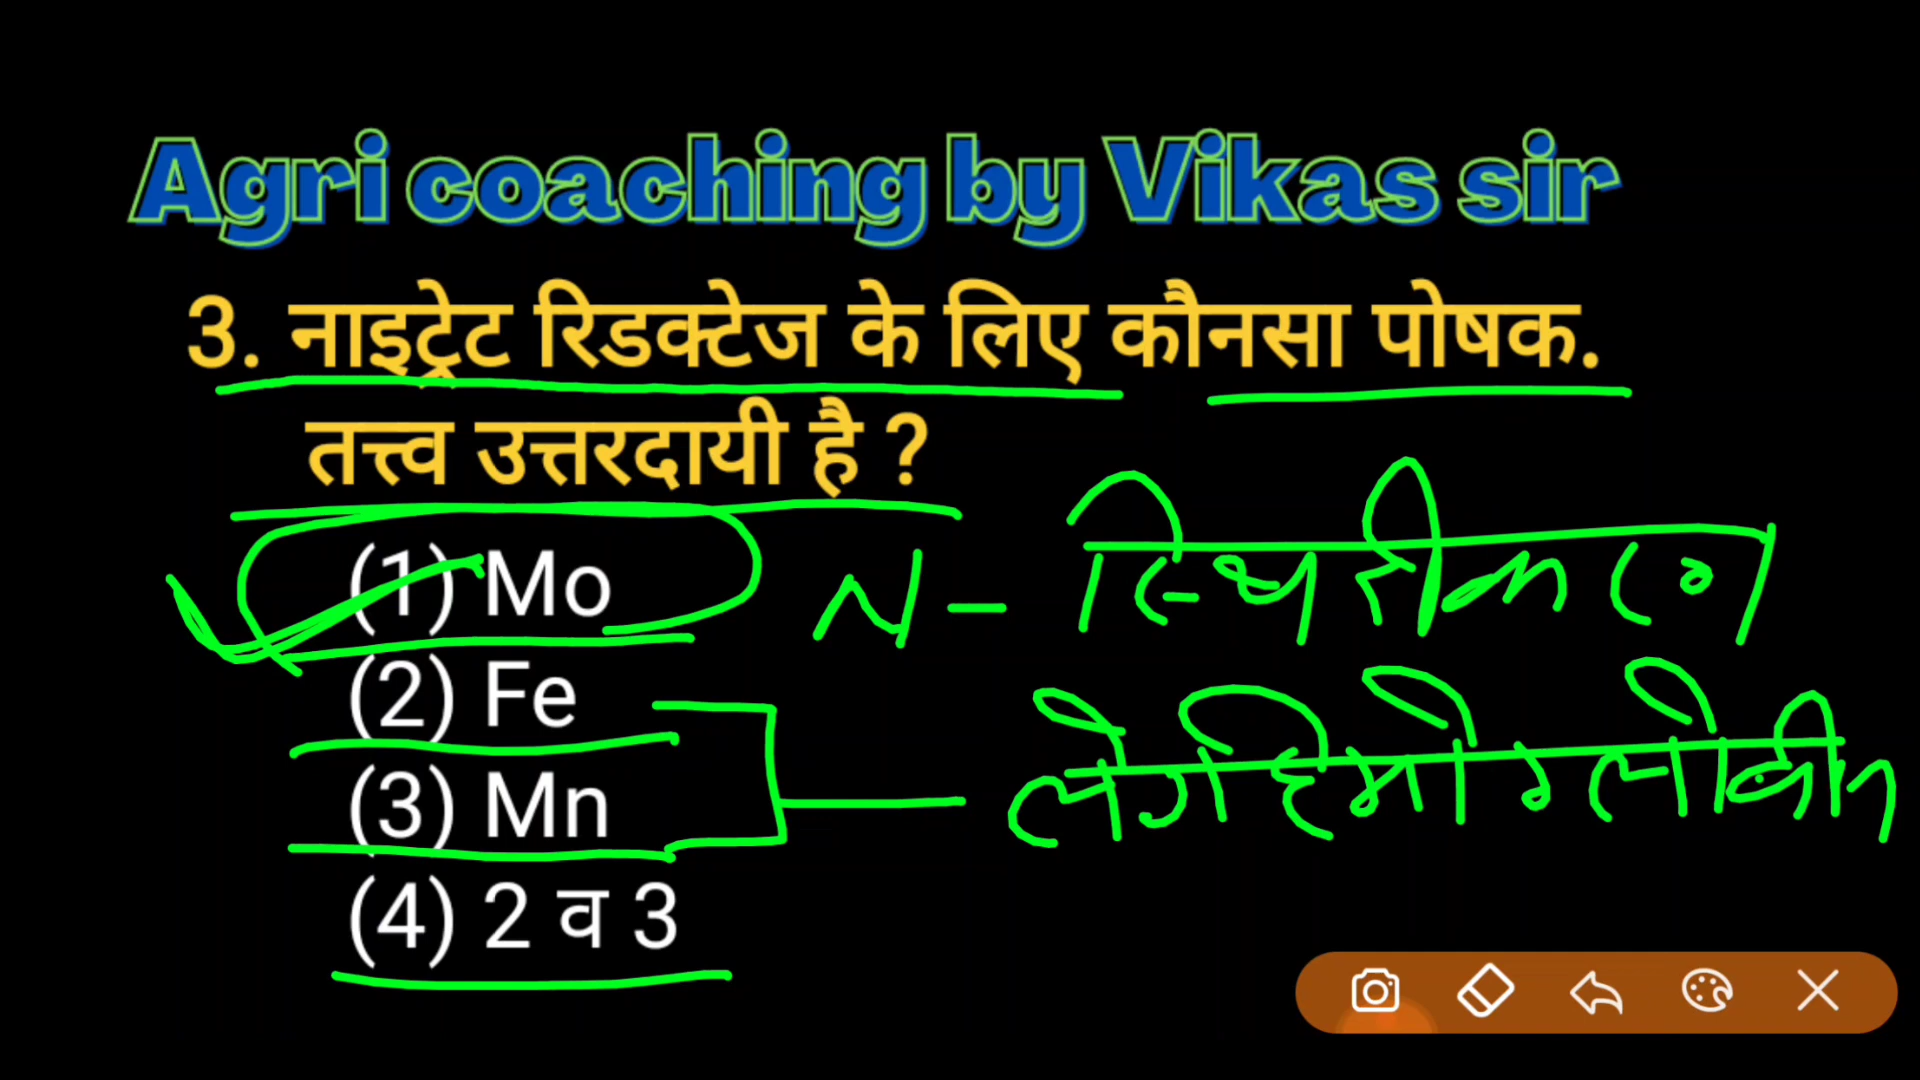 Agri coaching by Vikas sir
3. नाइट्रेट रिडक्टेज के लिए कौनसा पोषक.
तत्त्व उत्तरदायी है ?
(1) Mo
N - स्थिरीकरण
(2) Fe
(3) Mn
लेगहिमोग्लोबीन
(4) 2 व 3